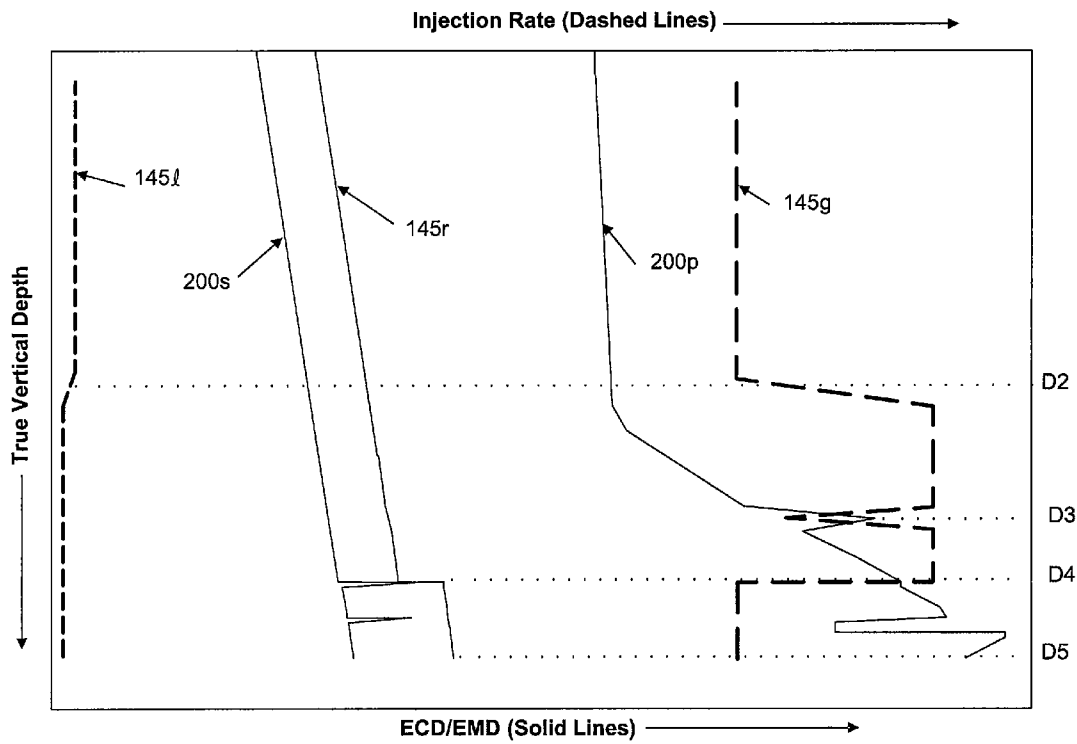 Injection Rate (Dashed Lines)
145ℓ
145r
200s
200p
145g
True Vertical Depth
D2
D3
D4
D5
ECD/EMD (Solid Lines)